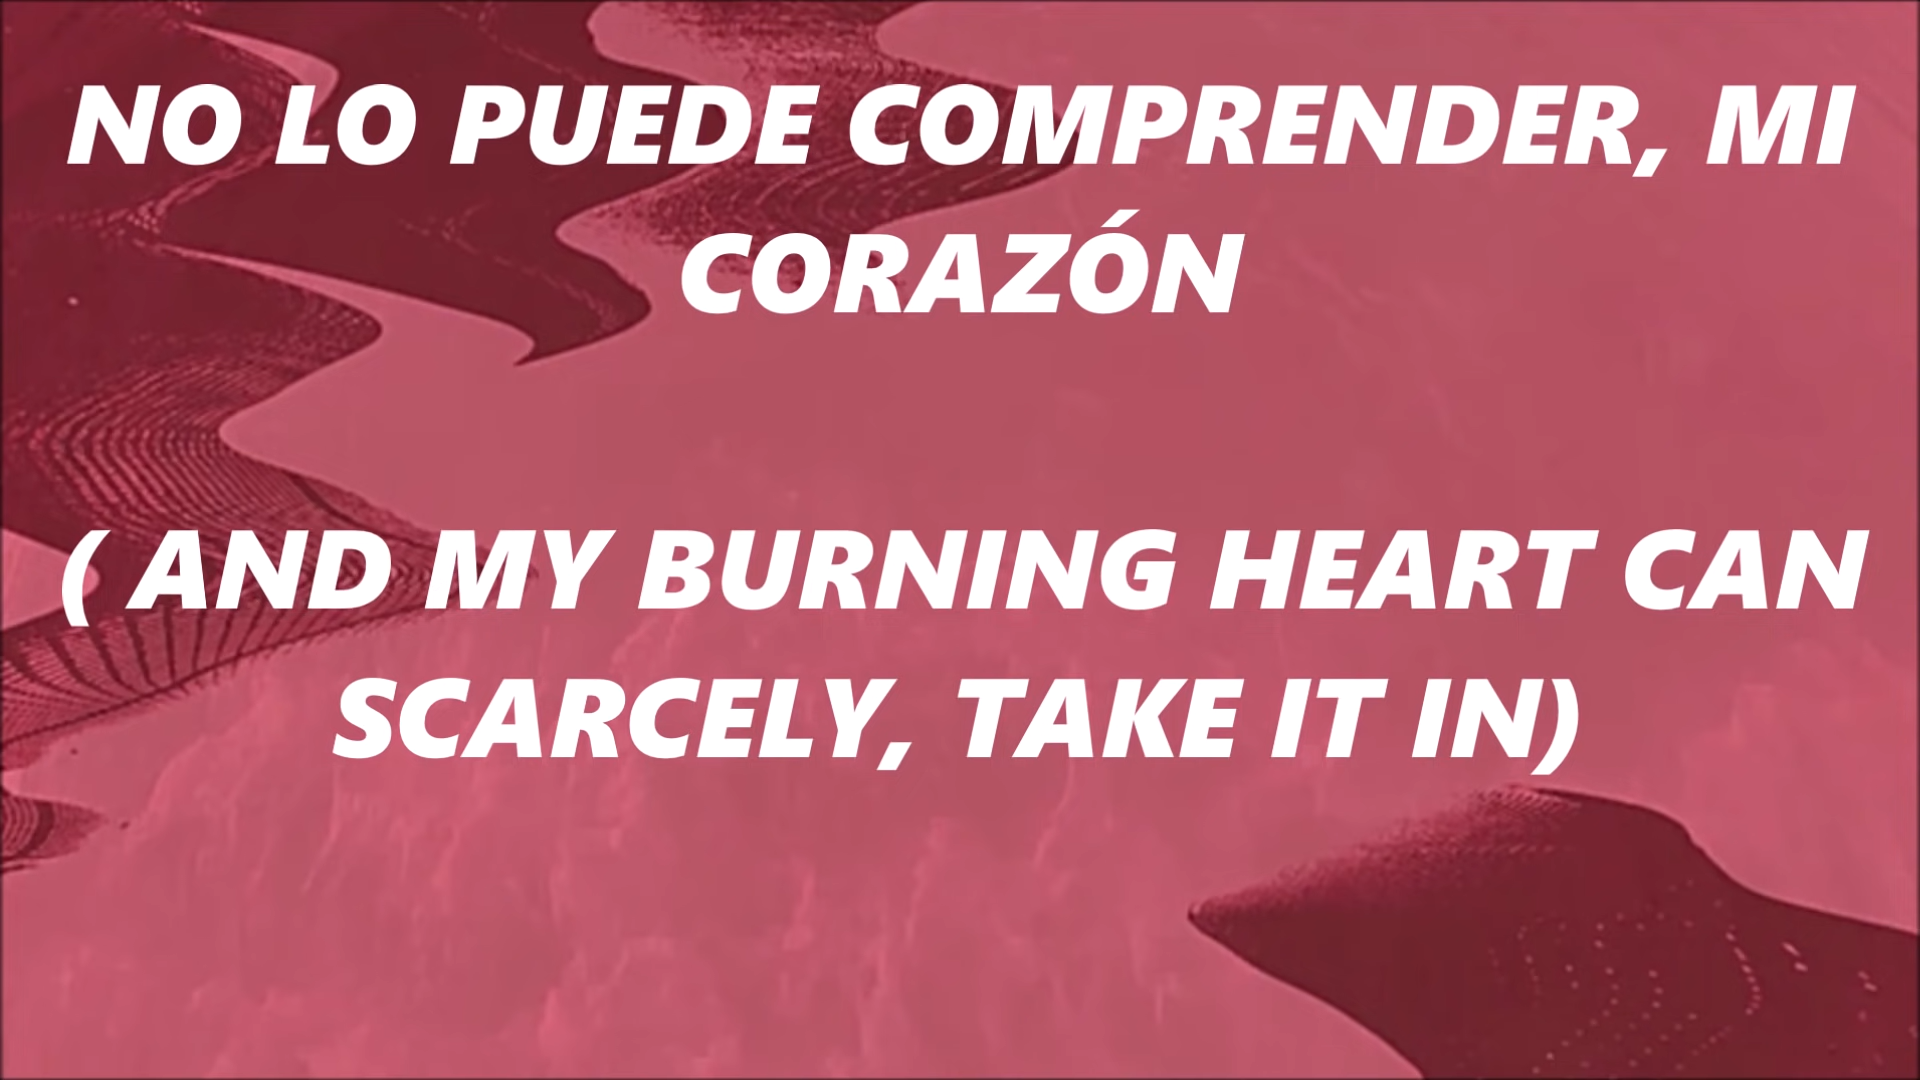 NO LO PUEDE COMPRENDER, MI
CORAZÓN
( AND MY BURNING HEART CAN
SCARCELY, TAKE IT IN)